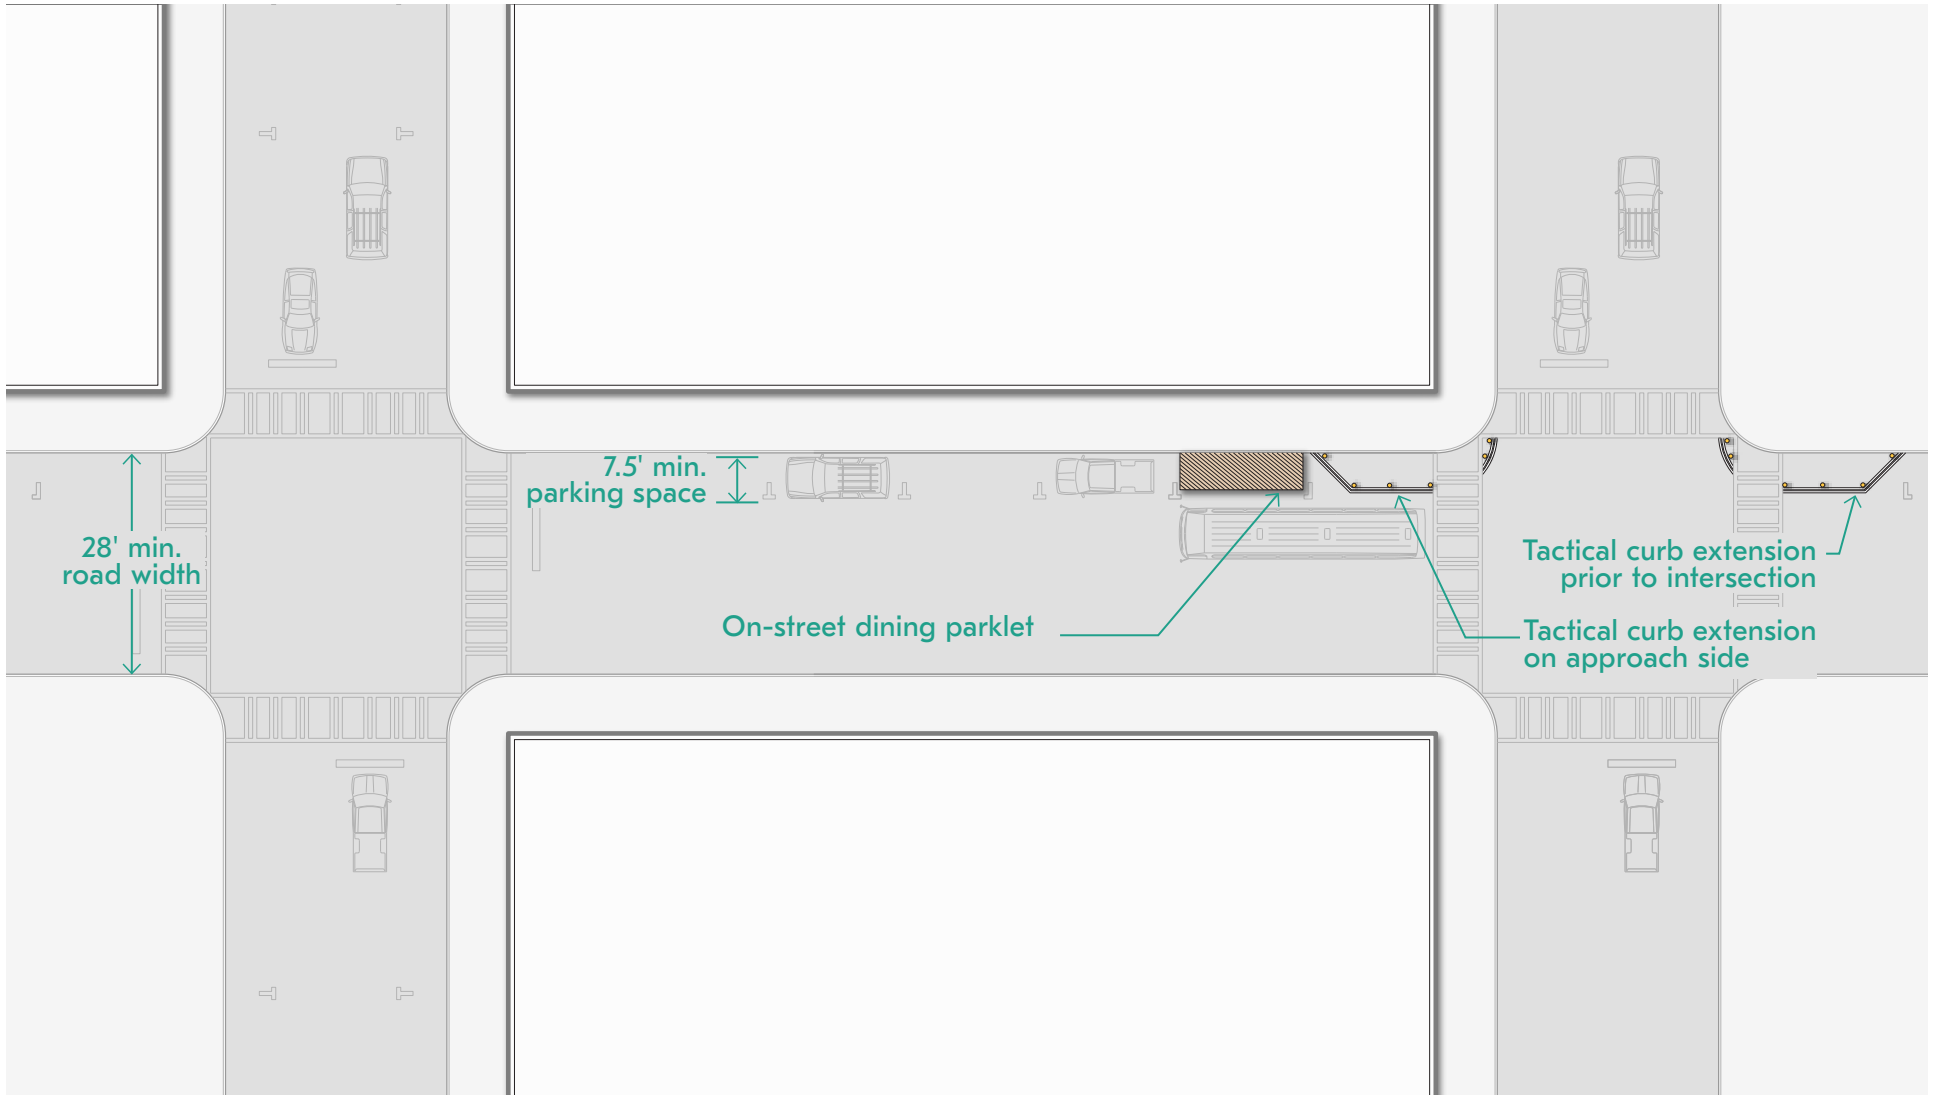 7.5' min.
parking space
28' min.
road width
On-street dining parklet
Tactical curb extension
prior to intersection
Tactical curb extension
on approach side